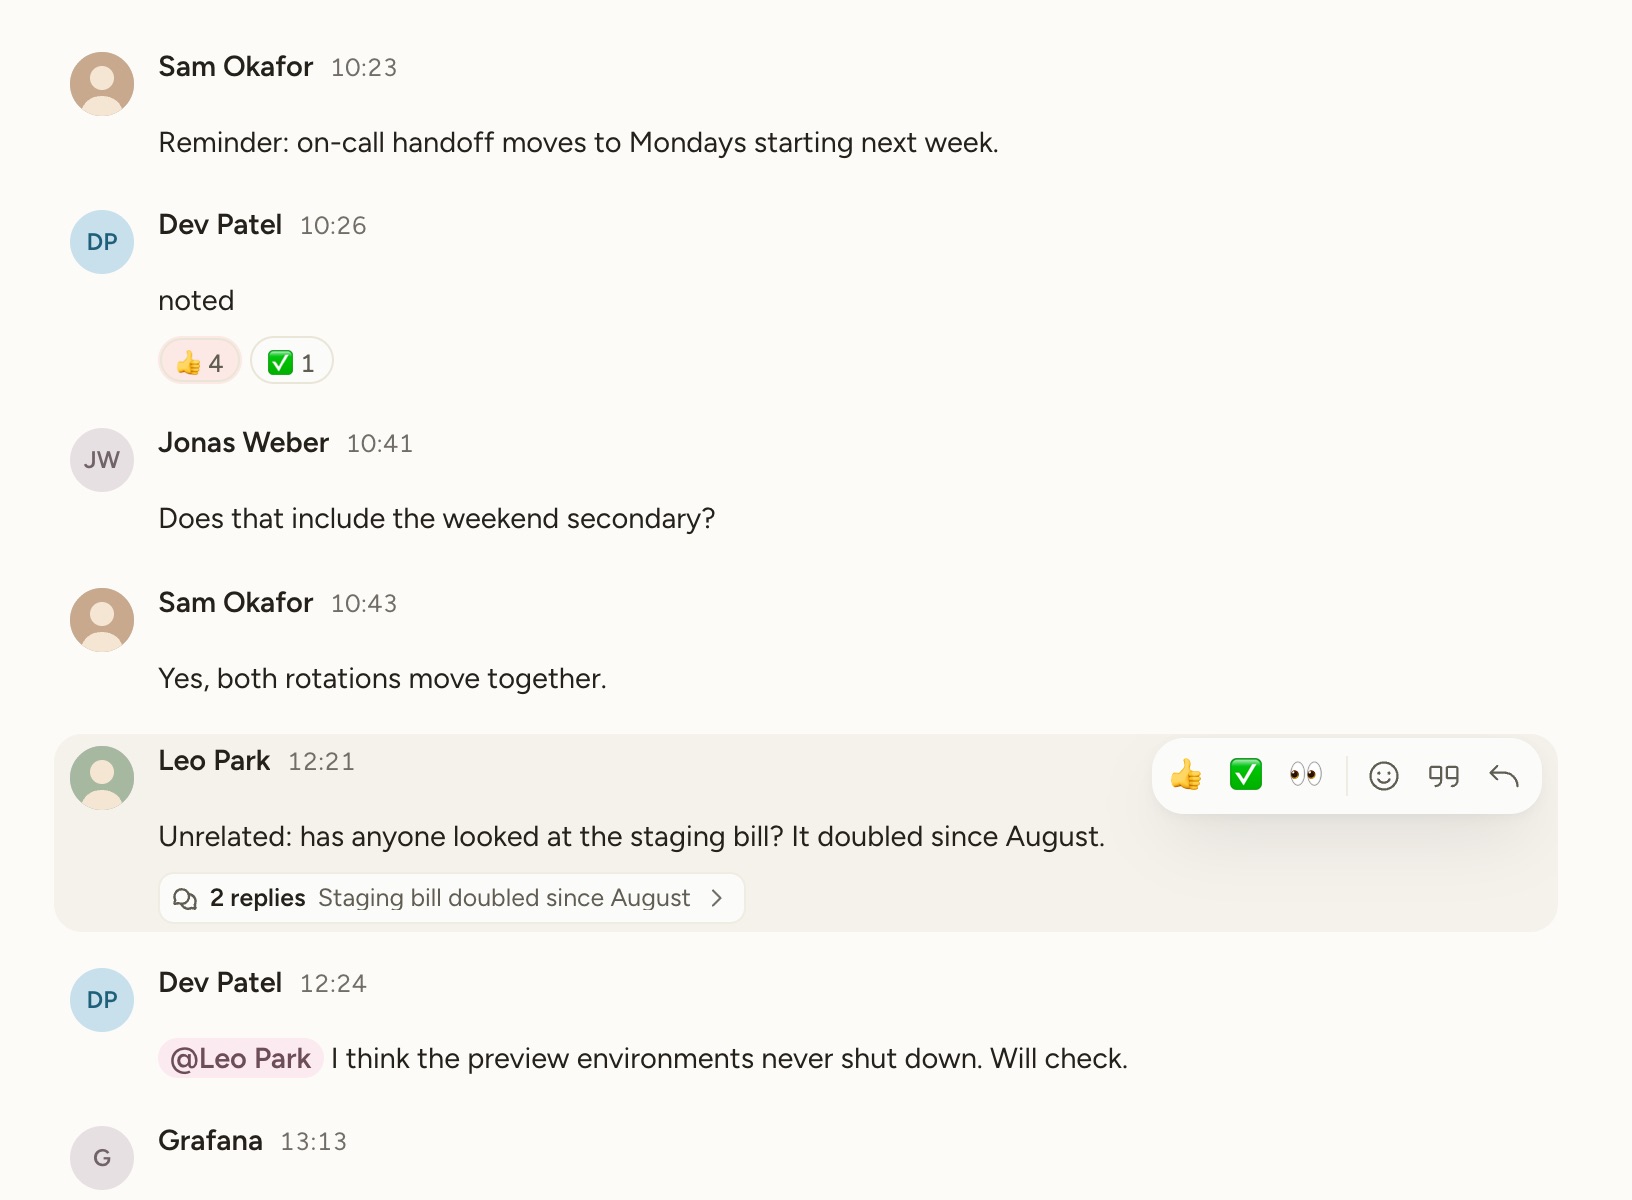 Sam Okafor 10:23
Reminder: on-call handoff moves to Mondays starting next week.
DP
Dev Patel 10:26
noted
👍 4 ✅ 1
JW
Jonas Weber 10:41
Does that include the weekend secondary?
Sam Okafor 10:43
Yes, both rotations move together.
Leo Park 12:21
Unrelated: has anyone looked at the staging bill? It doubled since August.
2 replies Staging bill doubled since August
DP
Dev Patel 12:24
@Leo Park I think the preview environments never shut down. Will check.
G
Grafana 13:13